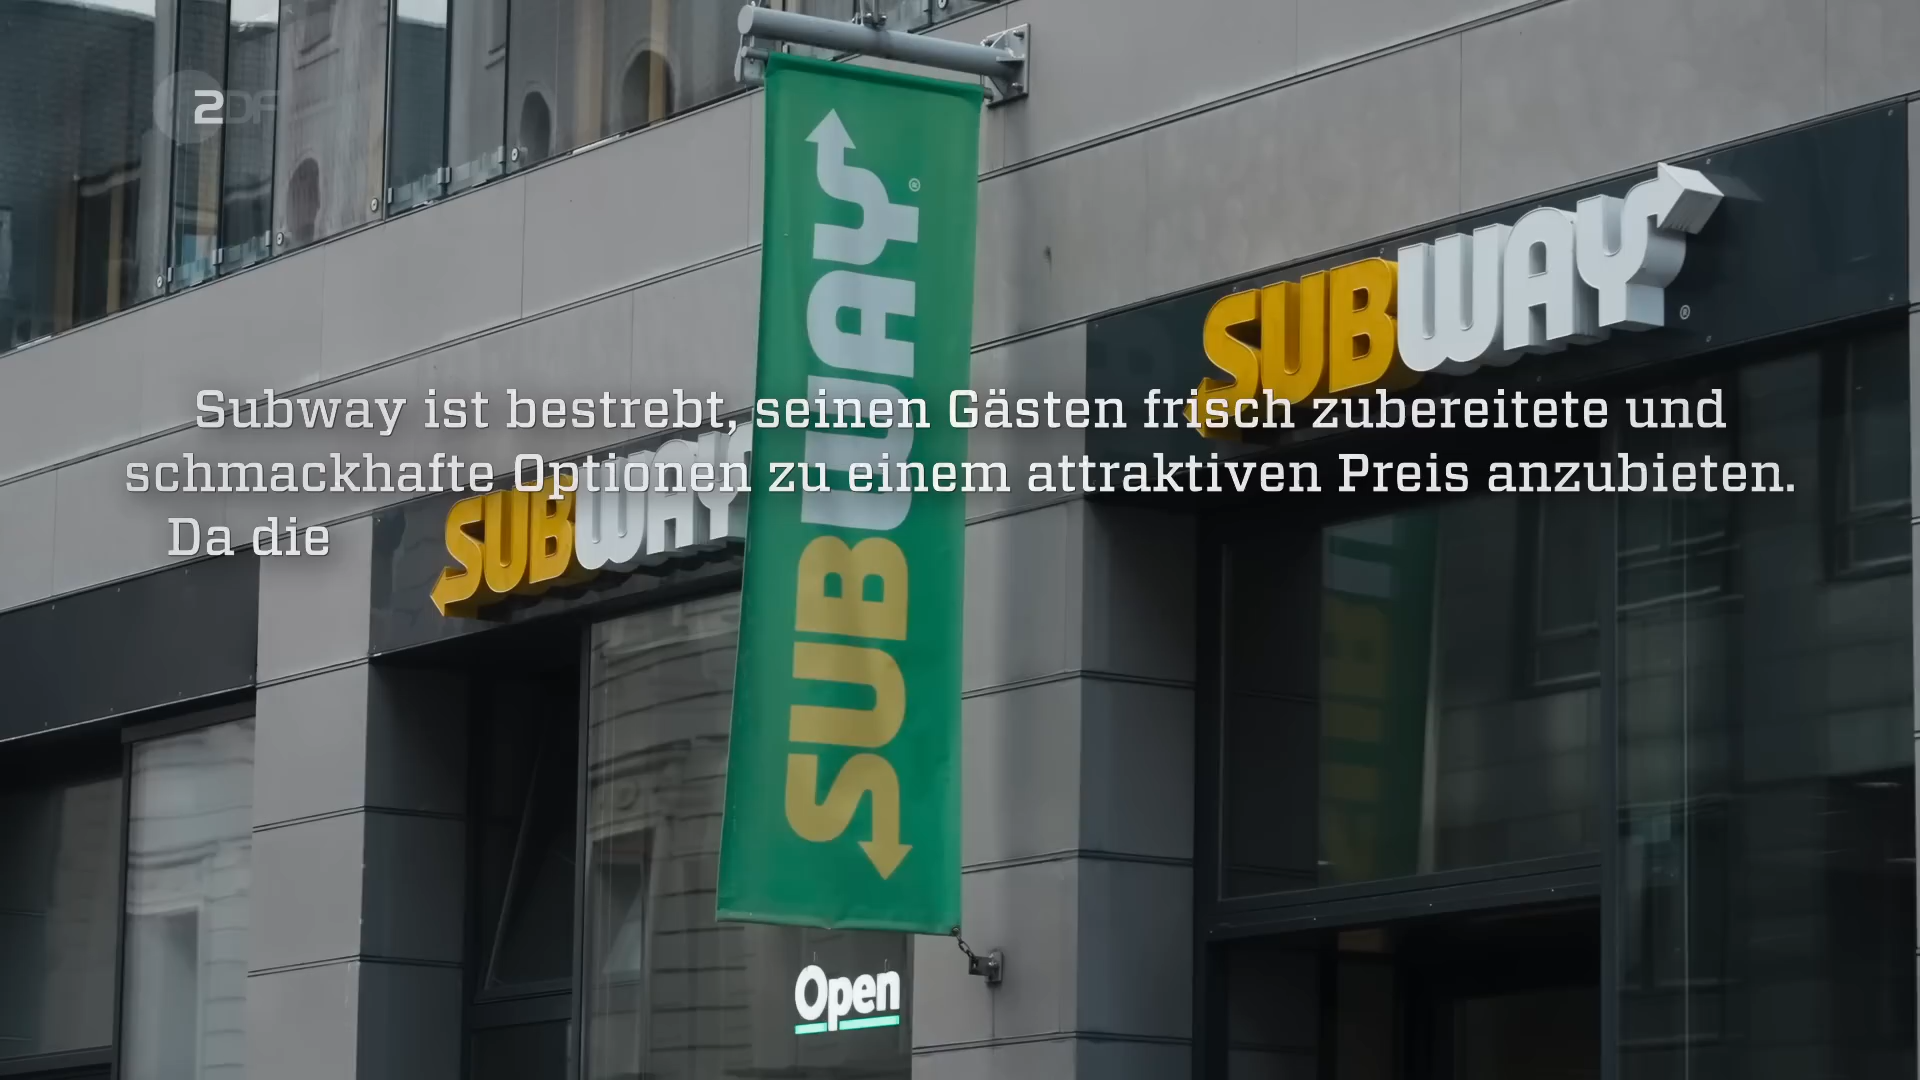 ZDF
SUBWAY
SUBWAY
Subway ist bestrebt, seinen Gästen frisch zubereitete und
schmackhafte Optionen zu einem attraktiven Preis anzubieten.
Da die
SUBWAY
Open